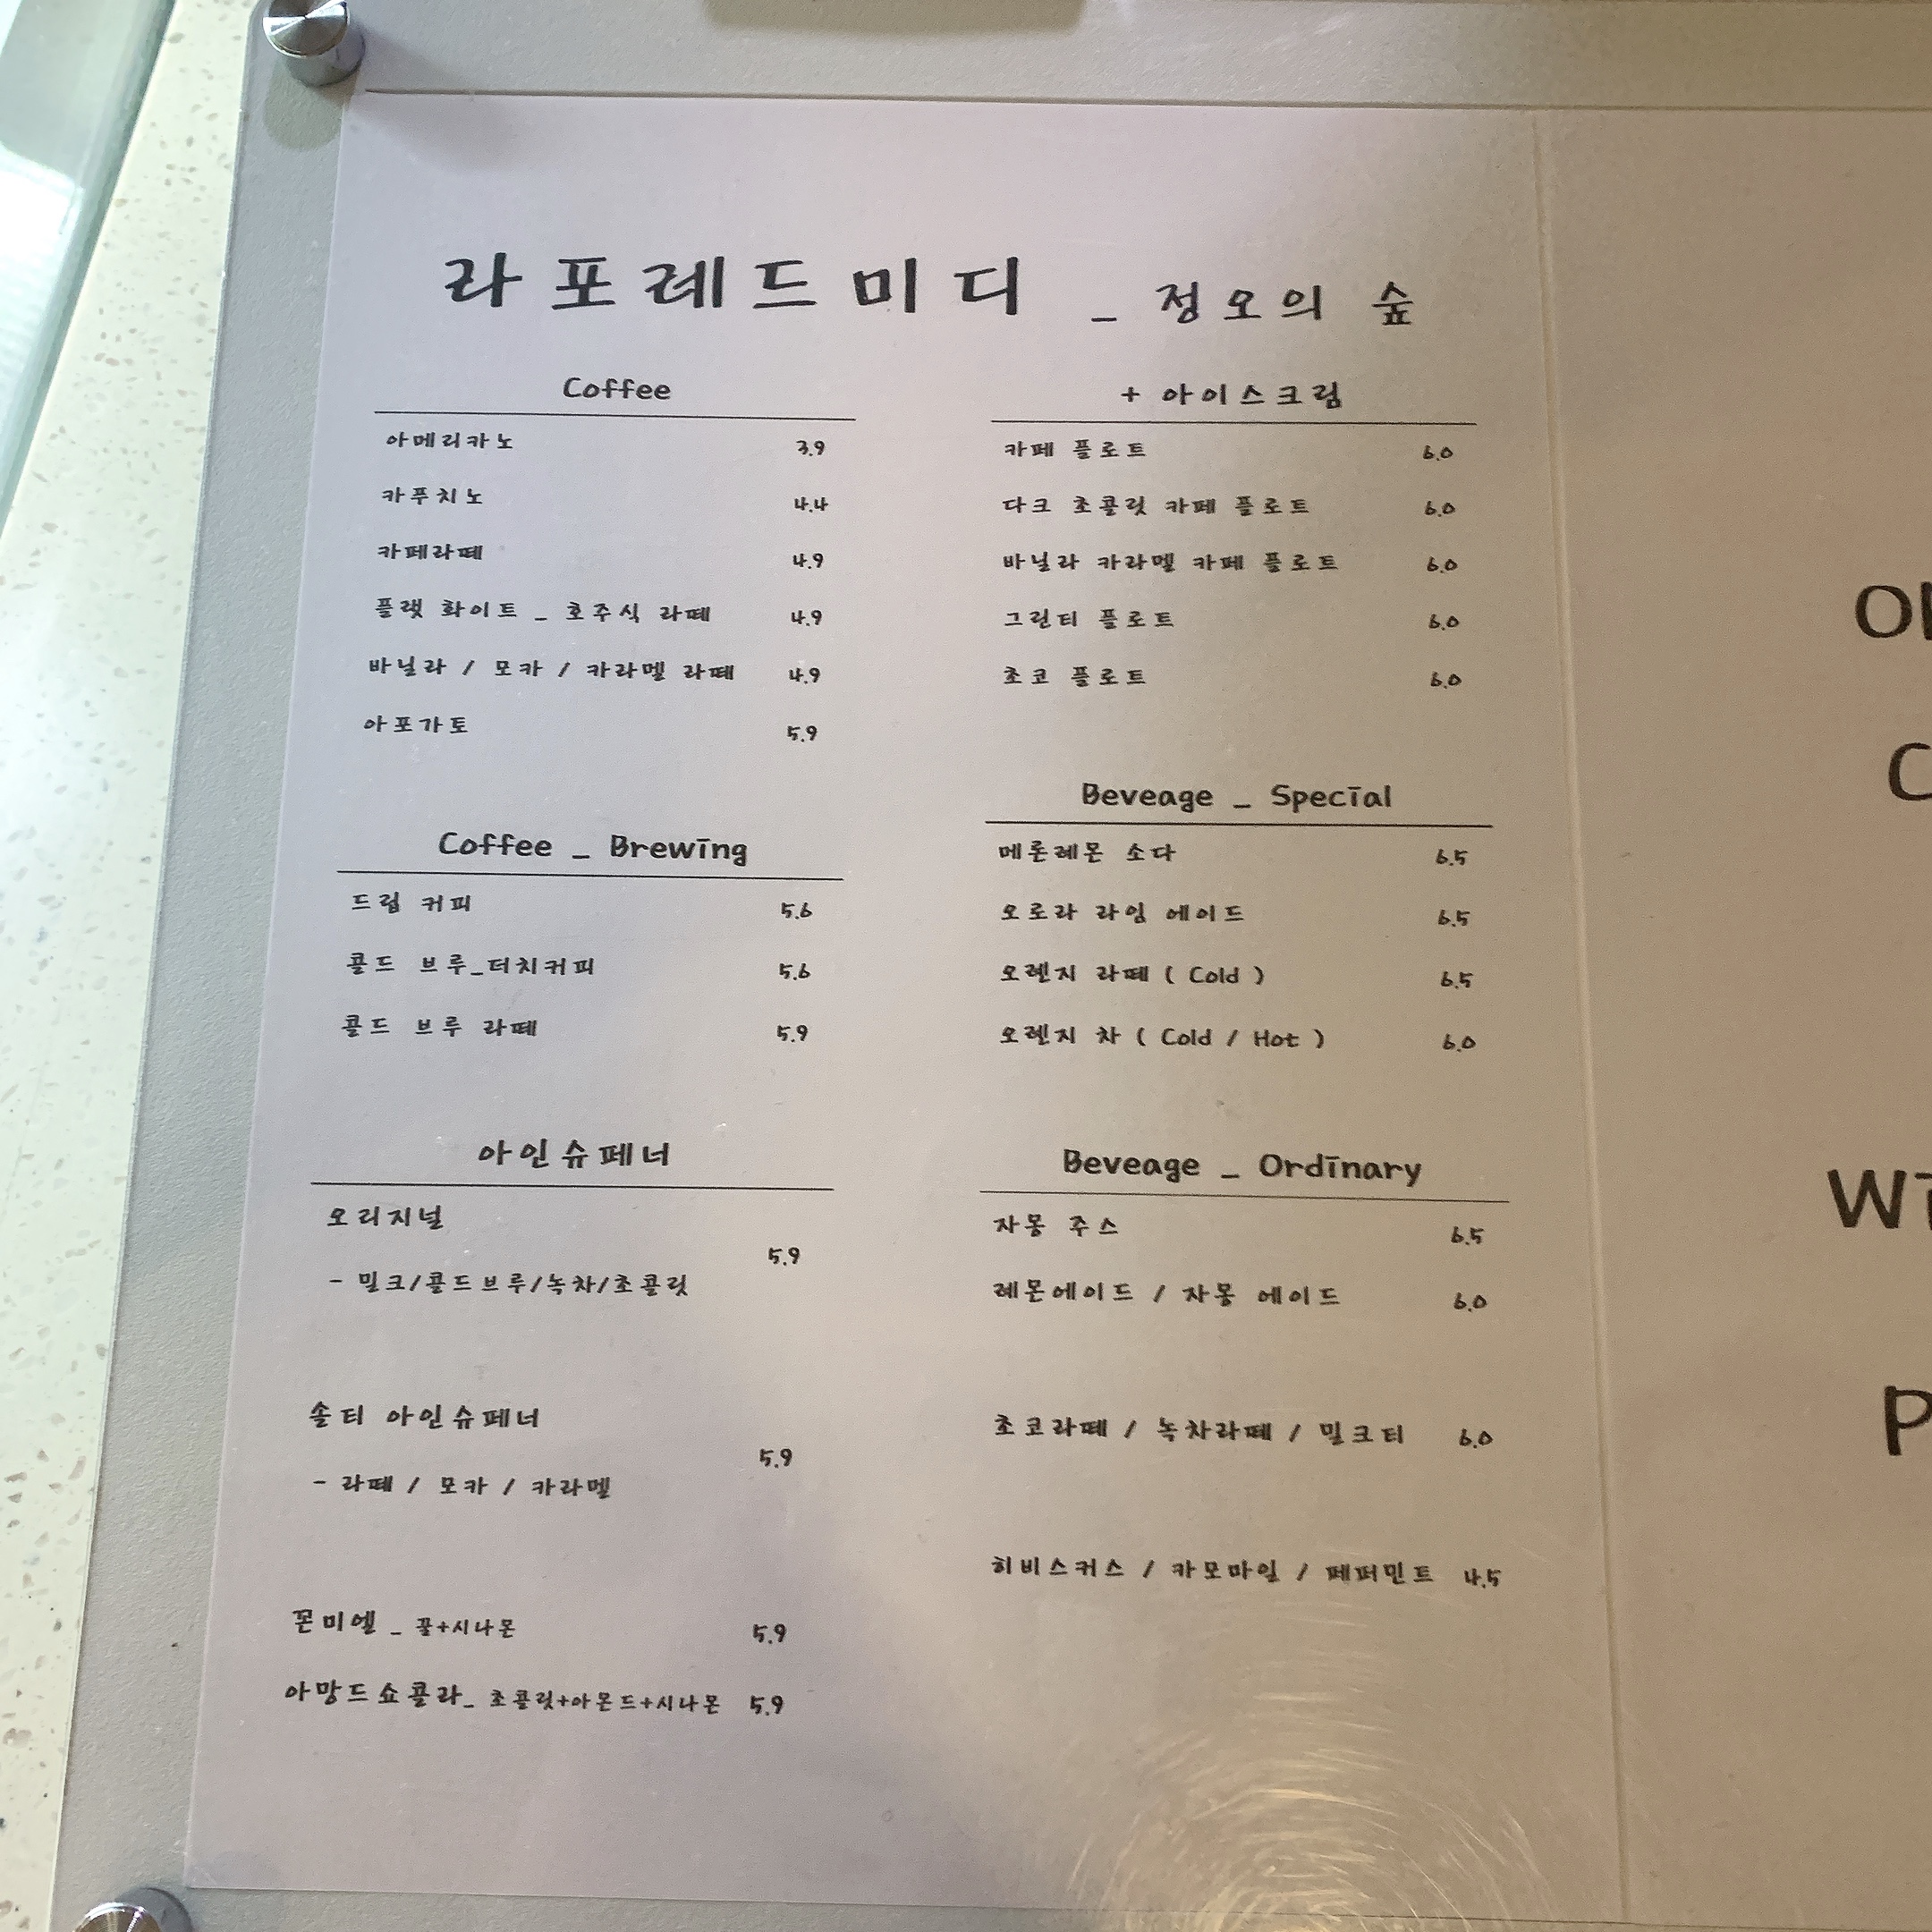 라포레드미디 _ 정오의 숲
Coffee
아메리카노 3.9
카푸치노 4.4
카페라떼 4.9
플랫 화이트 _ 호주식 라떼 4.9
바닐라 / 모카 / 카라멜 라떼 4.9
아포가토 5.9
Coffee _ Brewing
드립 커피 5.6
콜드 브루_더치커피 5.6
콜드 브루 라떼 5.9
아인슈페너
오리지널
5.9
- 밀크/콜드브루/녹차/초콜릿
솔티 아인슈페너
5.9
- 라떼 / 모카 / 카라멜
꼰미엘 _ 꿀+시나몬 5.9
아망드쇼콜라_ 초콜릿+아몬드+시나몬 5.9
+ 아이스크림
카페 플로트 6.0
다크 초콜릿 카페 플로트 6.0
바닐라 카라멜 카페 플로트 6.0
그린티 플로트 6.0
초코 플로트 6.0
Beveage _ Special
메론레몬 소다 6.5
오로라 라임 에이드 6.5
오렌지 라떼 ( Cold ) 6.5
오렌지 차 ( Cold / Hot ) 6.0
Beveage _ Ordinary
자몽 주스 6.5
레몬에이드 / 자몽 에이드 6.0
초코라떼 / 녹차라떼 / 밀크티 6.0
히비스커스 / 카모마일 / 페퍼민트 4.5
C
P